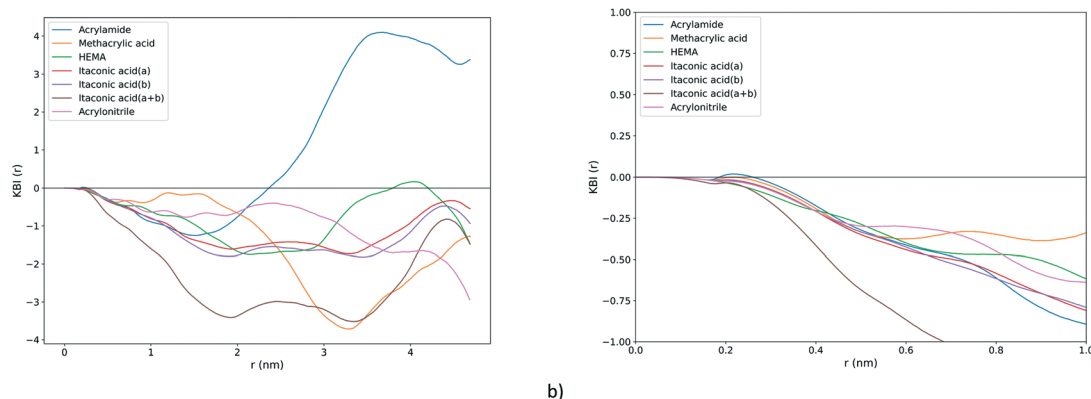 Acrylamide
Methacrylic acid
HEMA
Itaconic acid(a)
Itaconic acid(b)
Itaconic acid(a+b)
Acrylonitrile
4
3
2
1
0
−1
−2
−3
−4
KBI (r)
0
1
2
3
4
r (nm)
Acrylamide
Methacrylic acid
HEMA
Itaconic acid(a)
Itaconic acid(b)
Itaconic acid(a+b)
Acrylonitrile
1.00
0.75
0.50
0.25
0.00
−0.25
−0.50
−0.75
−1.00
KBI (r)
0.0
0.2
0.4
0.6
0.8
1.0
r (nm)
b)